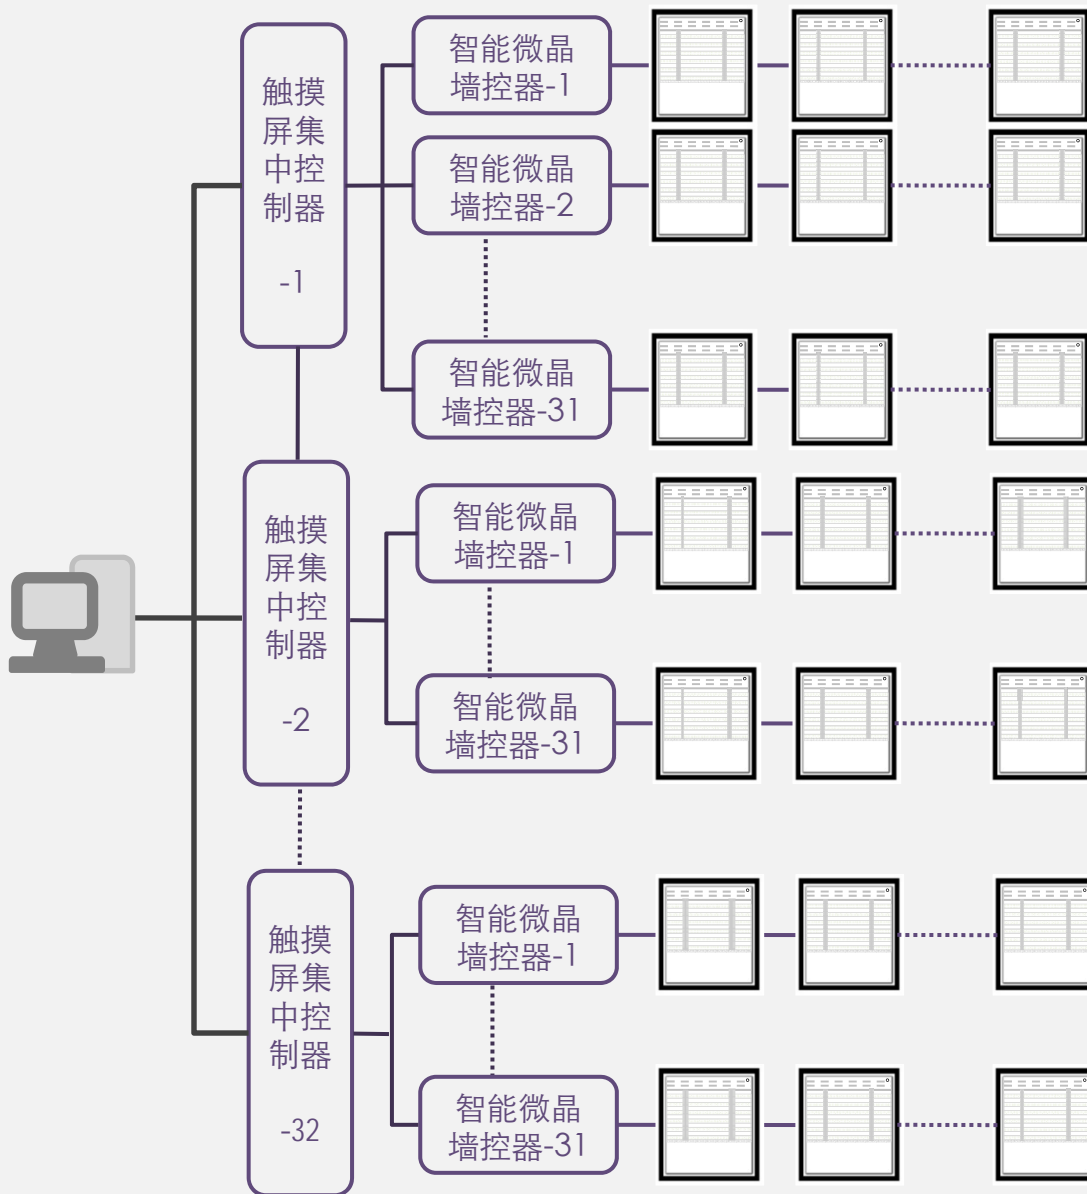 触摸
屏集
中控
制器
-1
智能微晶
墙控器-1
智能微晶
墙控器-2
智能微晶
墙控器-31
触摸
屏集
中控
制器
-2
智能微晶
墙控器-1
智能微晶
墙控器-31
触摸
屏集
中控
制器
-32
智能微晶
墙控器-1
智能微晶
墙控器-31